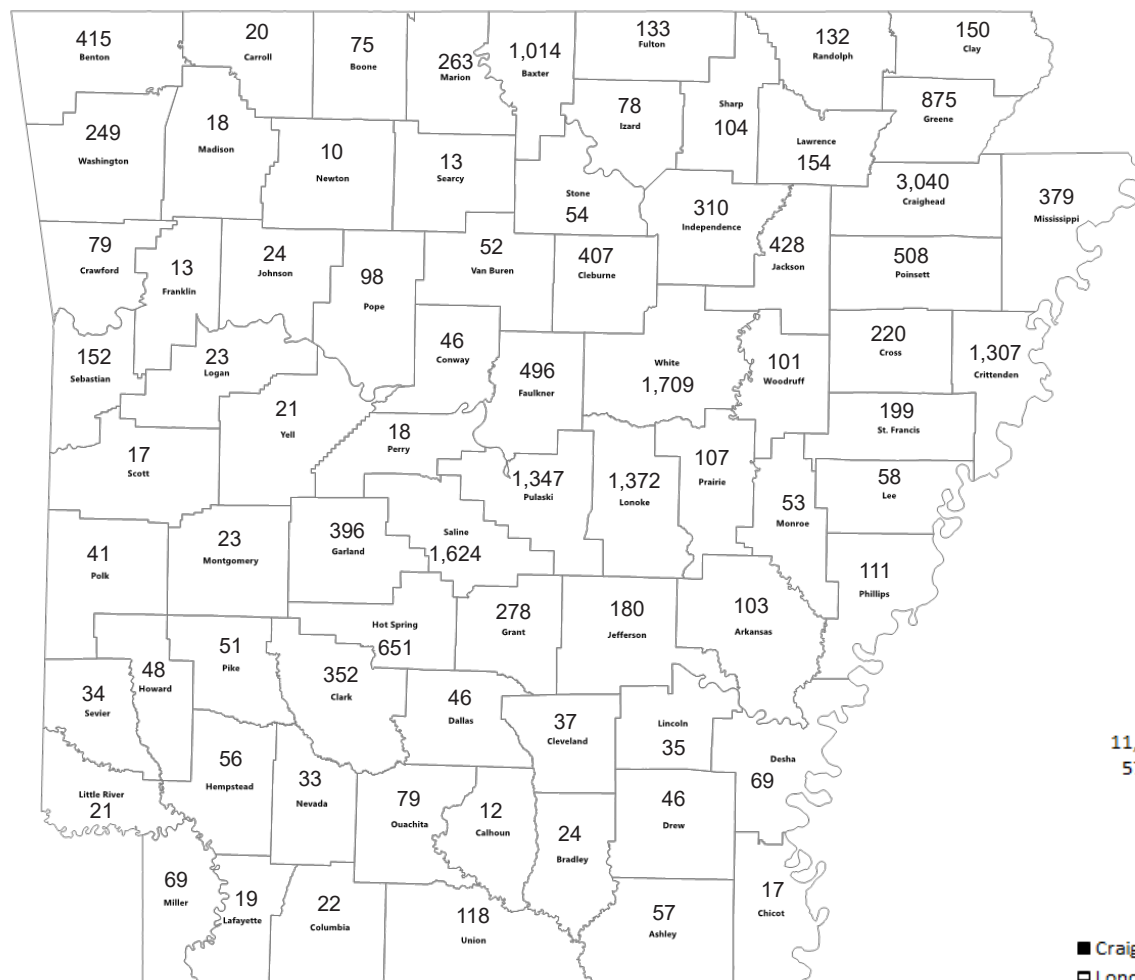 415
Benton
20
Carroll
75
Boone
263
Marion
1,014
Baxter
133
Fulton
132
Randolph
150
Clay
249
Washington
18
Madison
10
Newton
13
Searcy
78
Izard
Sharp
104
Lawrence
154
875
Greene
Stone
54
310
Independence
3,040
Craighead
379
Mississippi
79
Crawford
13
Franklin
24
Johnson
98
Pope
52
Van Buren
407
Cleburne
428
Jackson
508
Poinsett
152
Sebastian
23
Logan
46
Conway
496
Faulkner
White
1,709
101
Woodruff
220
Cross
1,307
Crittenden
21
Yell
18
Perry
199
St. Francis
17
Scott
1,347
Pulaski
1,372
Lonoke
107
Prairie
53
Monroe
58
Lee
41
Polk
23
Montgomery
396
Garland
Saline
1,624
111
Phillips
Hot Spring
651
278
Grant
180
Jefferson
103
Arkansas
34
Sevier
48
Howard
51
Pike
352
Clark
46
Dallas
37
Cleveland
Lincoln
35
Desha
69
11,
57
Little River
21
56
Hempstead
33
Nevada
79
Ouachita
12
Calhoun
24
Bradley
46
Drew
69
Miller
19
Lafayette
22
Columbia
118
Union
57
Ashley
17
Chicot
Craig
Long